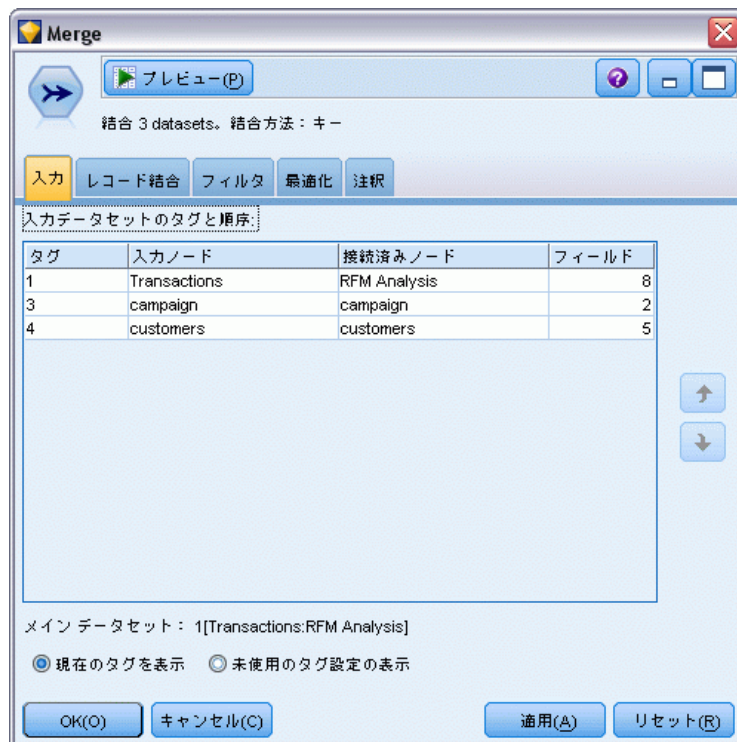 Merge
プレビュー(P)
結合 3 datasets。結合方法：キー
入力 レコード結合 フィルタ 最適化 注釈
入力データセットのタグと順序:
タグ 入力ノード 接続済みノード フィールド
1 Transactions RFM Analysis 8
3 campaign campaign 2
4 customers customers 5
メイン データセット： 1[Transactions:RFM Analysis]
現在のタグを表示 未使用のタグ設定の表示
OK(O) キャンセル(C) 適用(A) リセット(R)